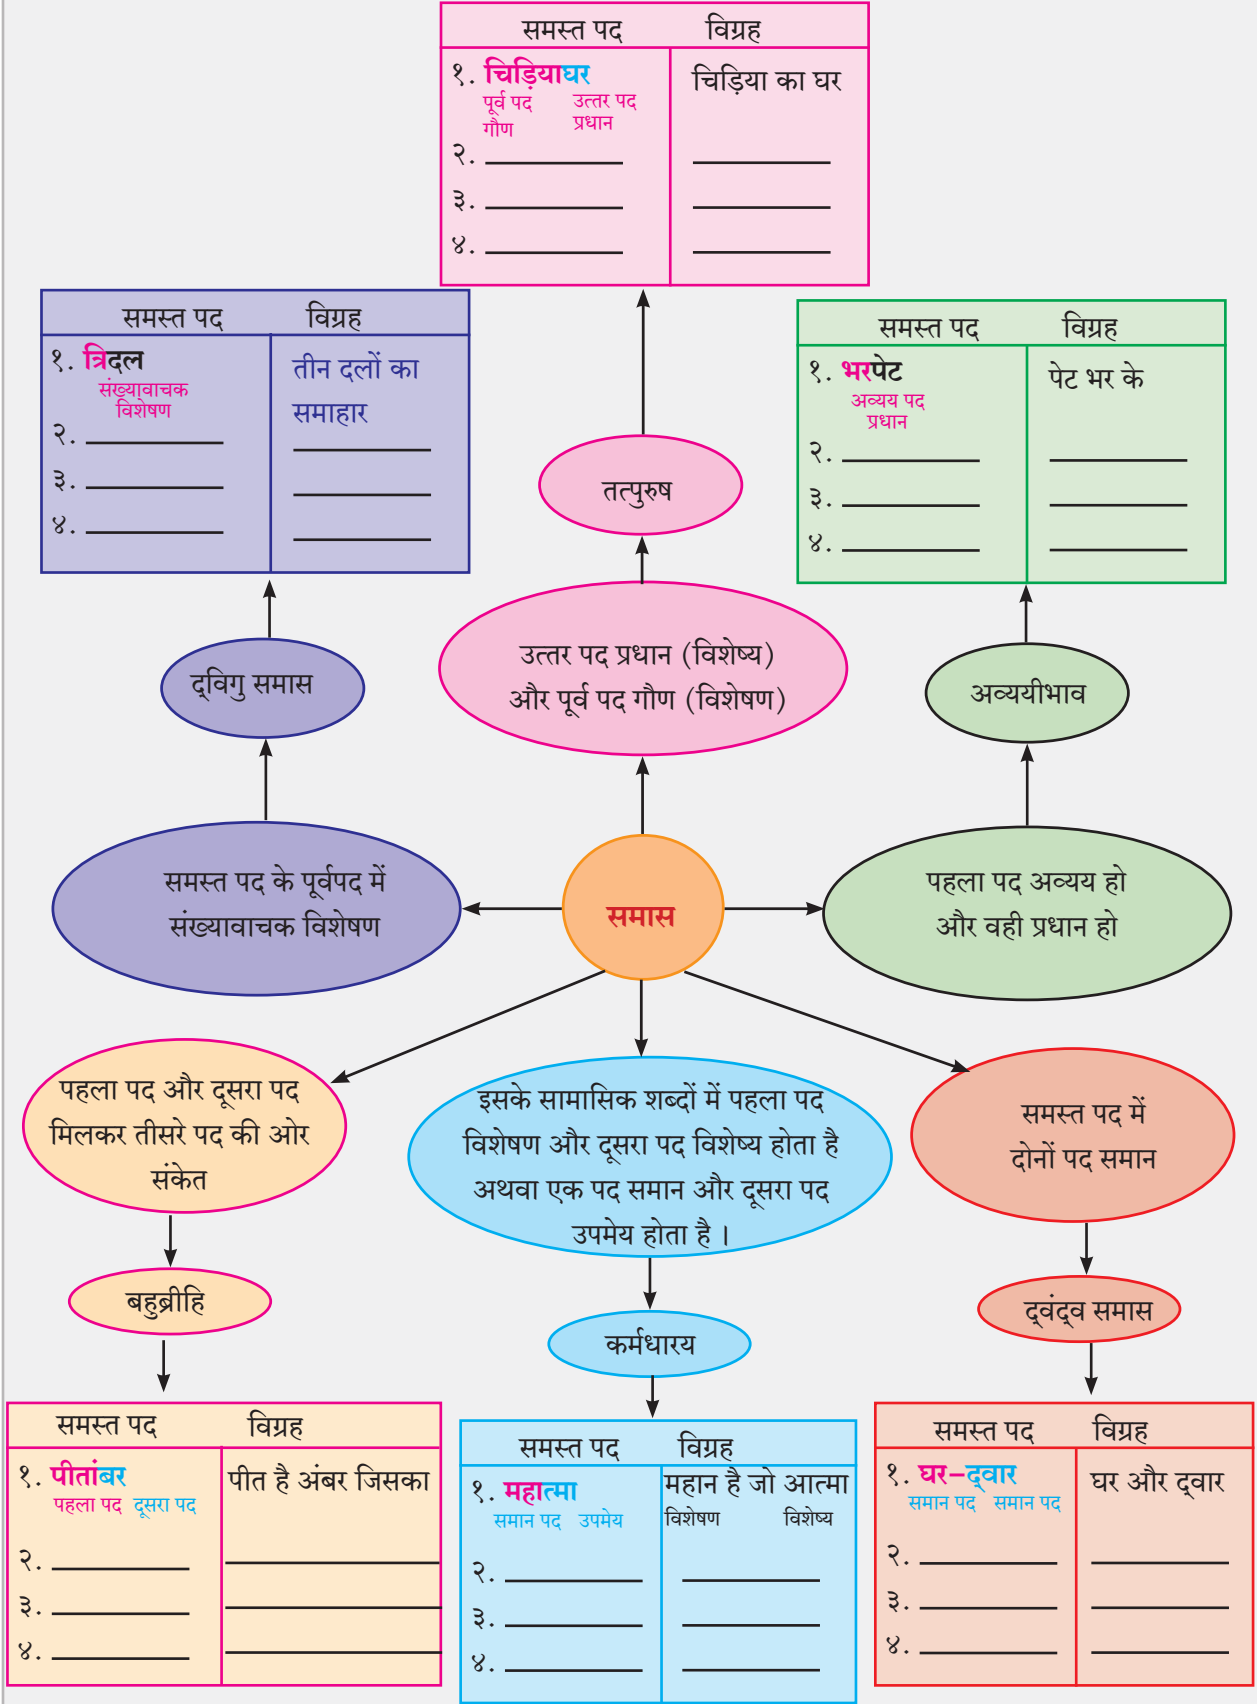 समस्त पद विग्रह
१. चिड़ियाघर चिड़िया का घर
पूर्व पद उत्तर पद
गौण प्रधान
२.
३.
४.
समस्त पद विग्रह
१. त्रिदल तीन दलों का
संख्यावाचक
विशेषण समाहार
२.
३.
४.
समस्त पद विग्रह
१. भरपेट पेट भर के
अव्यय पद
प्रधान
२.
३.
४.
तत्पुरुष
उत्तर पद प्रधान (विशेष्य)
और पूर्व पद गौण (विशेषण)
द्‌विगु समास
अव्ययीभाव
समस्त पद के पूर्वपद में
संख्यावाचक विशेषण
समास
पहला पद अव्यय हो
और वही प्रधान हो
पहला पद और दूसरा पद
मिलकर तीसरे पद की ओर
संकेत
इसके सामासिक शब्दों में पहला पद
विशेषण और दूसरा पद विशेष्य होता है
अथवा एक पद समान और दूसरा पद
उपमेय होता है ।
समस्त पद में
दोनों पद समान
बहुब्रीहि
कर्मधारय
द्‌वंद्‌व समास
समस्त पद विग्रह
१. पीतांबर पीत है अंबर जिसका
पहला पद दूसरा पद
२.
३.
४.
समस्त पद विग्रह
१. महात्मा महान है जो आत्मा
समान पद उपमेय विशेषण विशेष्य
२.
३.
४.
समस्त पद विग्रह
१. घर–द्‌वार घर और द्‌वार
समान पद समान पद
२.
३.
४.